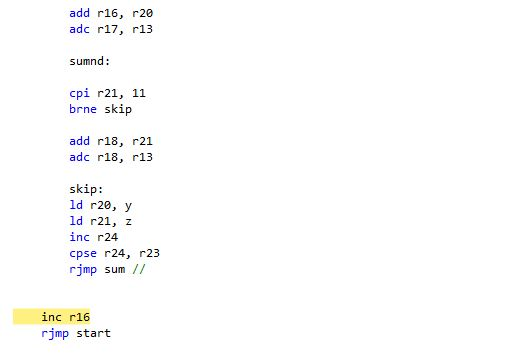 add r16, r20
adc r17, r13
sumnd:
cpi r21, 11
brne skip
add r18, r21
adc r18, r13
skip:
ld r20, y
ld r21, z
inc r24
cpse r24, r23
rjmp sum //
inc r16
rjmp start